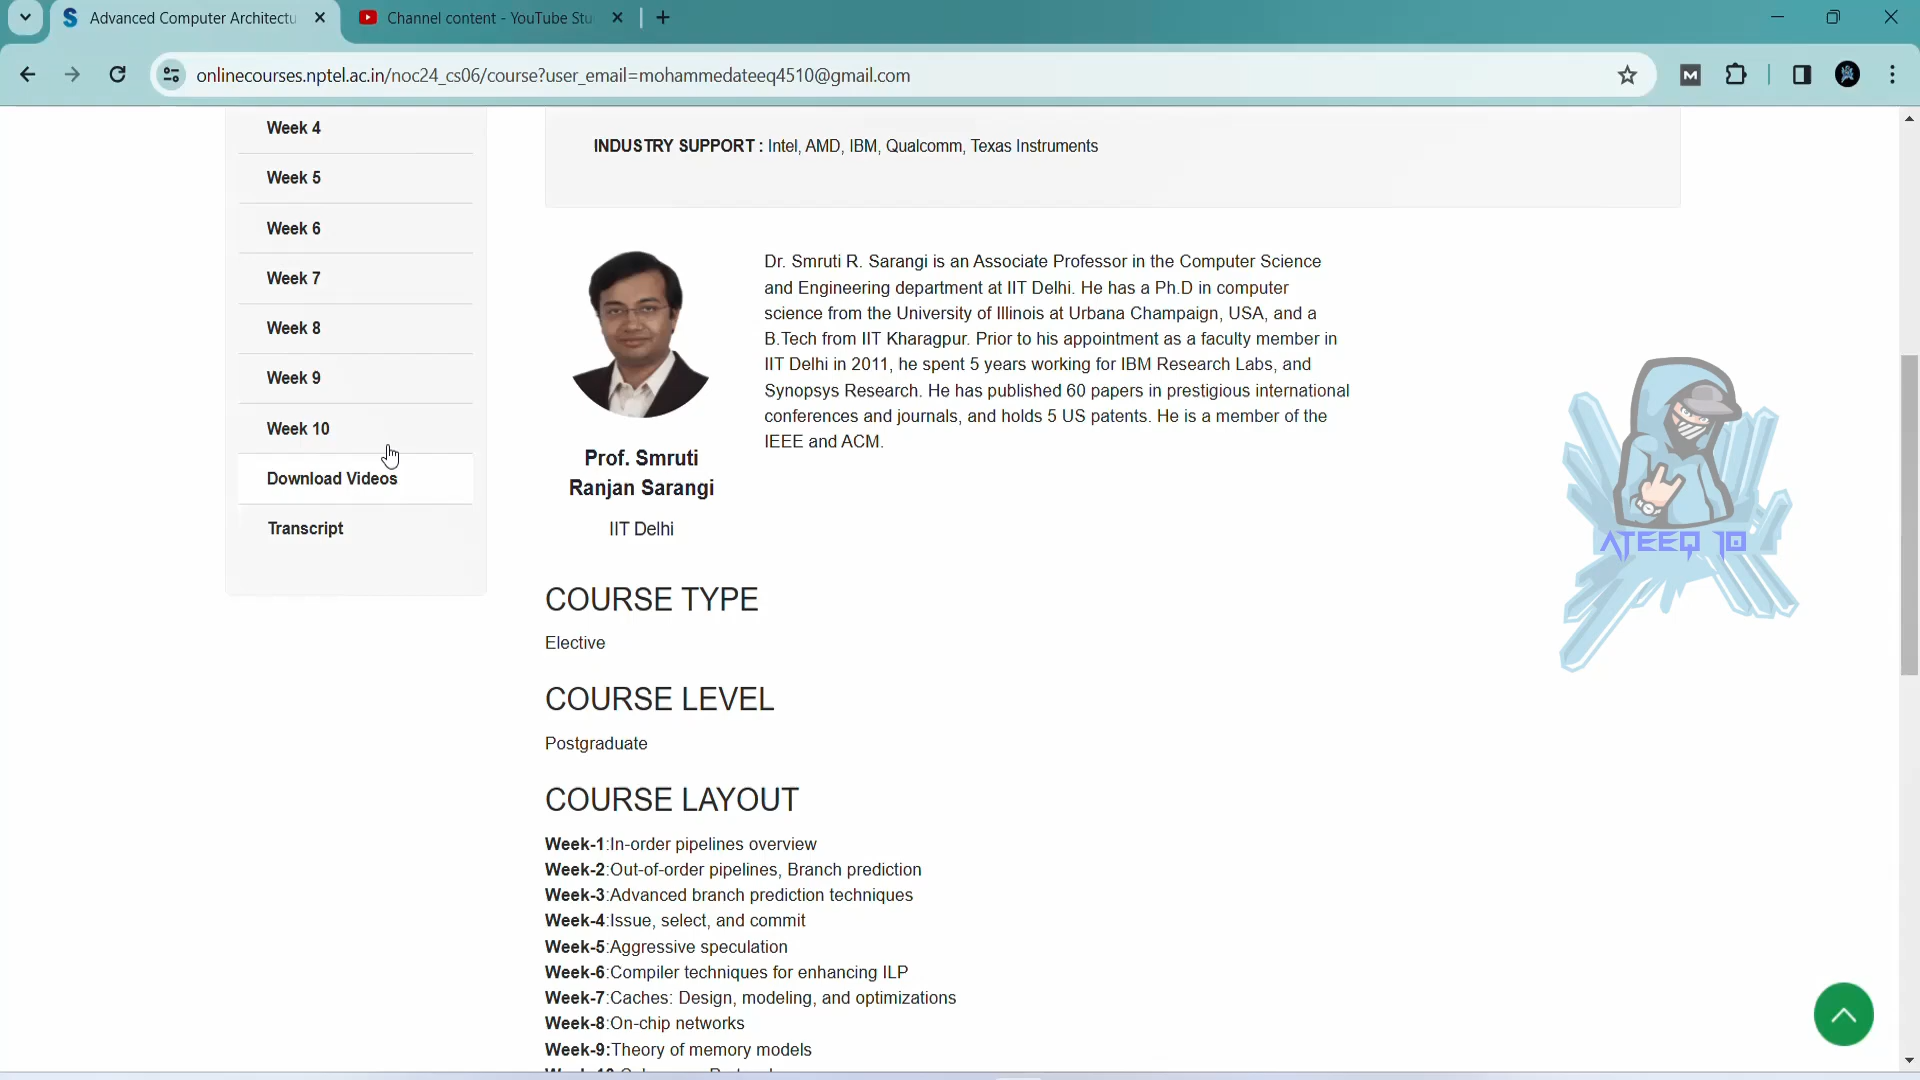 Advanced Computer Architectu
Channel content - YouTube Stu
onlinecourses.nptel.ac.in/noc24_cs06/course?user_email=mohammedateeq4510@gmail.com
M
Week 4
Week 5
Week 6
Week 7
Week 8
Week 9
Week 10
Download Videos
Transcript
INDUSTRY SUPPORT : Intel, AMD, IBM, Qualcomm, Texas Instruments
Dr. Smruti R. Sarangi is an Associate Professor in the Computer Science
and Engineering department at IIT Delhi. He has a Ph.D in computer
science from the University of Illinois at Urbana Champaign, USA, and a
B.Tech from IIT Kharagpur. Prior to his appointment as a faculty member in
IIT Delhi in 2011, he spent 5 years working for IBM Research Labs, and
Synopsys Research. He has published 60 papers in prestigious international
conferences and journals, and holds 5 US patents. He is a member of the
IEEE and ACM.
Prof. Smruti
Ranjan Sarangi
IIT Delhi
COURSE TYPE
Elective
COURSE LEVEL
Postgraduate
COURSE LAYOUT
Week-1:In-order pipelines overview
Week-2:Out-of-order pipelines, Branch prediction
Week-3:Advanced branch prediction techniques
Week-4:Issue, select, and commit
Week-5:Aggressive speculation
Week-6:Compiler techniques for enhancing ILP
Week-7:Caches: Design, modeling, and optimizations
Week-8:On-chip networks
Week-9:Theory of memory models
ATEEQ 10